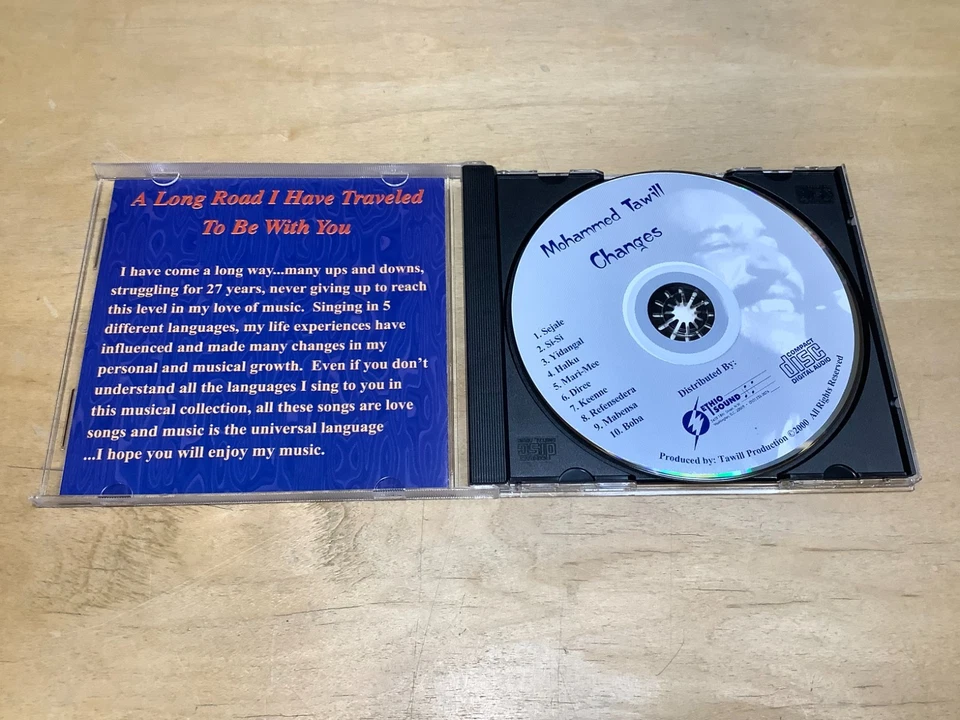 A Long Road I Have Traveled
To Be With You
I have come a long way...many ups and downs,
struggling for 27 years, never giving up to reach
this level in my love of music. Singing in 5
different languages, my life experiences have
influenced and made many changes in my
personal and musical growth. Even if you don't
understand all the languages I sing to you in
this musical collection, all these songs are love
songs and music is the universal language
...I hope you will enjoy my music.
Mohammed Tawill
Changes
1. Sejale
2. Si-Si
3. Yidangal
4. Halku
5. Mari-Mee
6. Diree
7. Keenne
8. Refensedera
9. Mabensa
10. Boba
Distributed By:
ETHIO
SOUND
COMPACT
disc
DIGITAL AUDIO
Produced by: Tawill Production ©2000 All Rights Reserved